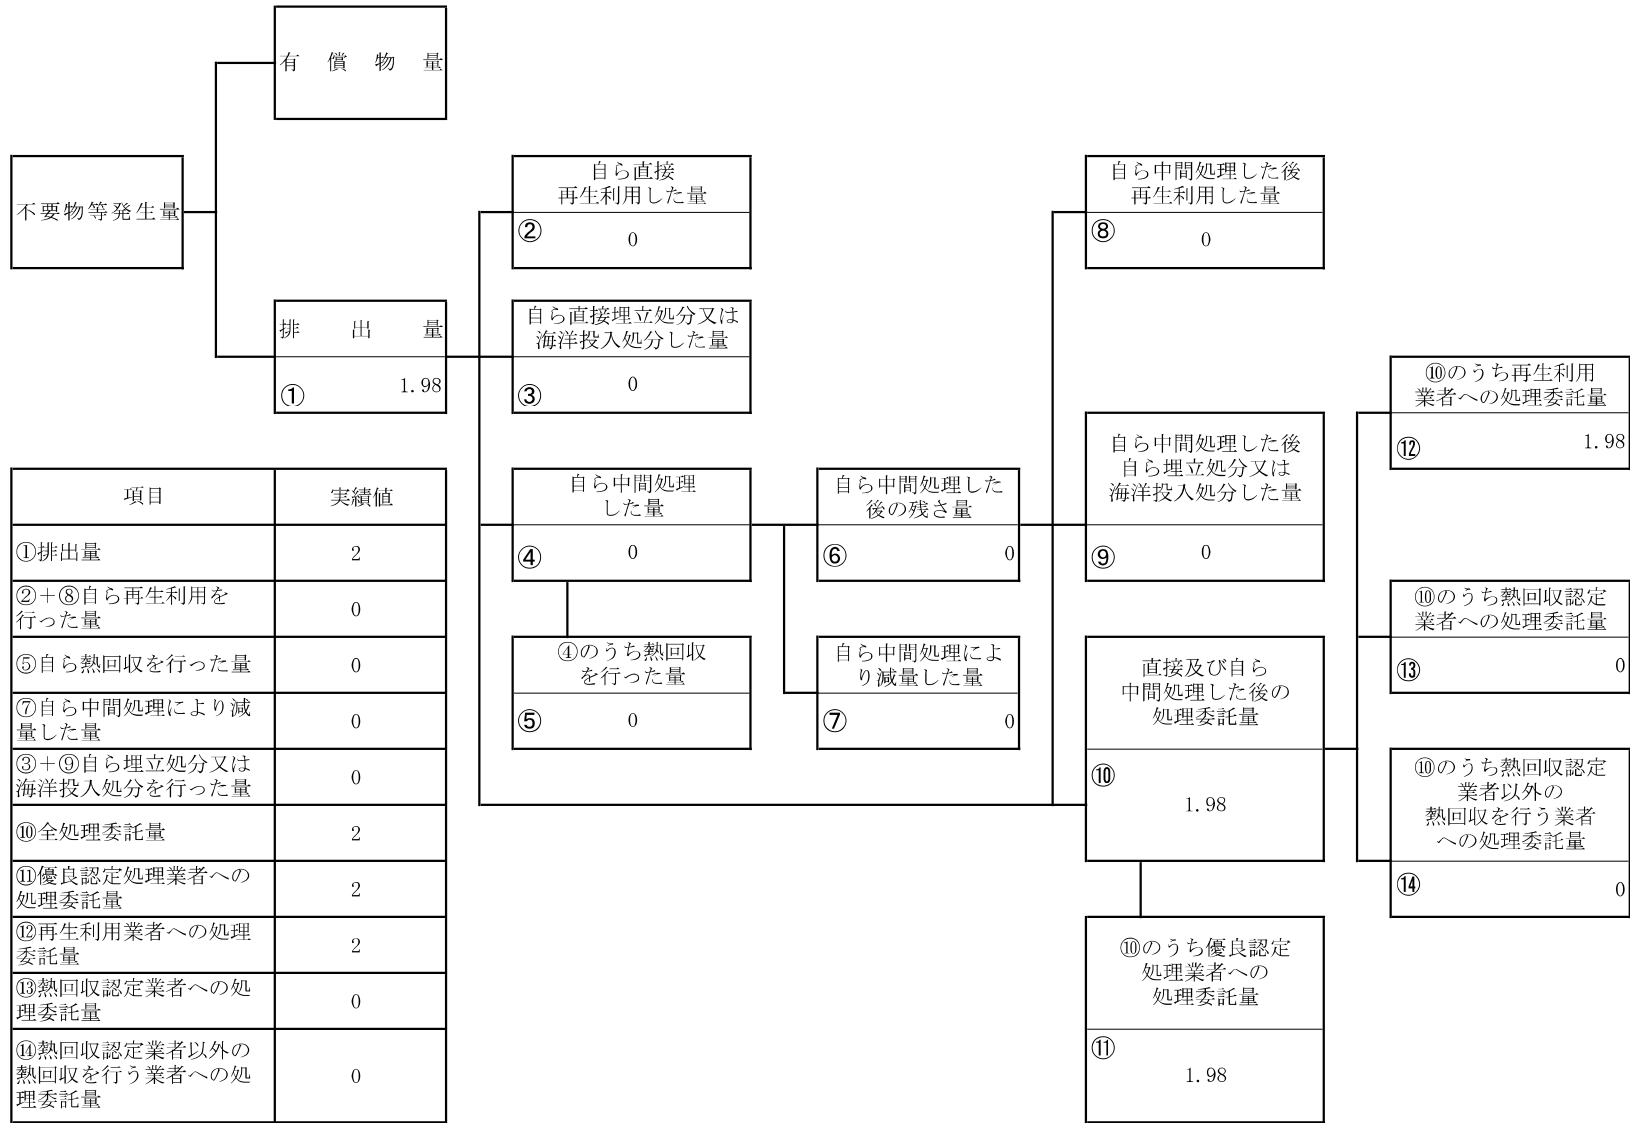 有償物量
不要物等発生量
排出量
① 1.98
自ら直接
再生利用した量
② 0
自ら直接埋立処分又は
海洋投入処分した量
③ 0
自ら中間処理
した量
④ 0
④のうち熱回収
を行った量
⑤ 0
自ら中間処理した
後の残さ量
⑥ 0
自ら中間処理によ
り減量した量
⑦ 0
自ら中間処理した後
再生利用した量
⑧ 0
自ら中間処理した後
自ら埋立処分又は
海洋投入処分した量
⑨ 0
直接及び自ら
中間処理した後の
処理委託量
⑩
1.98
⑩のうち優良認定
処理業者への
処理委託量
⑪
1.98
⑩のうち再生利用
業者への処理委託量
⑫ 1.98
⑩のうち熱回収認定
業者への処理委託量
⑬ 0
⑩のうち熱回収認定
業者以外の
熱回収を行う業者
への処理委託量
⑭ 0
項目 実績値
①排出量 2
②＋⑧自ら再生利用を
行った量 0
⑤自ら熱回収を行った量 0
⑦自ら中間処理により減
量した量 0
③＋⑨自ら埋立処分又は
海洋投入処分を行った量 0
⑩全処理委託量 2
⑪優良認定処理業者への
処理委託量 2
⑫再生利用業者への処理
委託量 2
⑬熱回収認定業者への処
理委託量 0
⑭熱回収認定業者以外の
熱回収を行う業者への処
理委託量 0